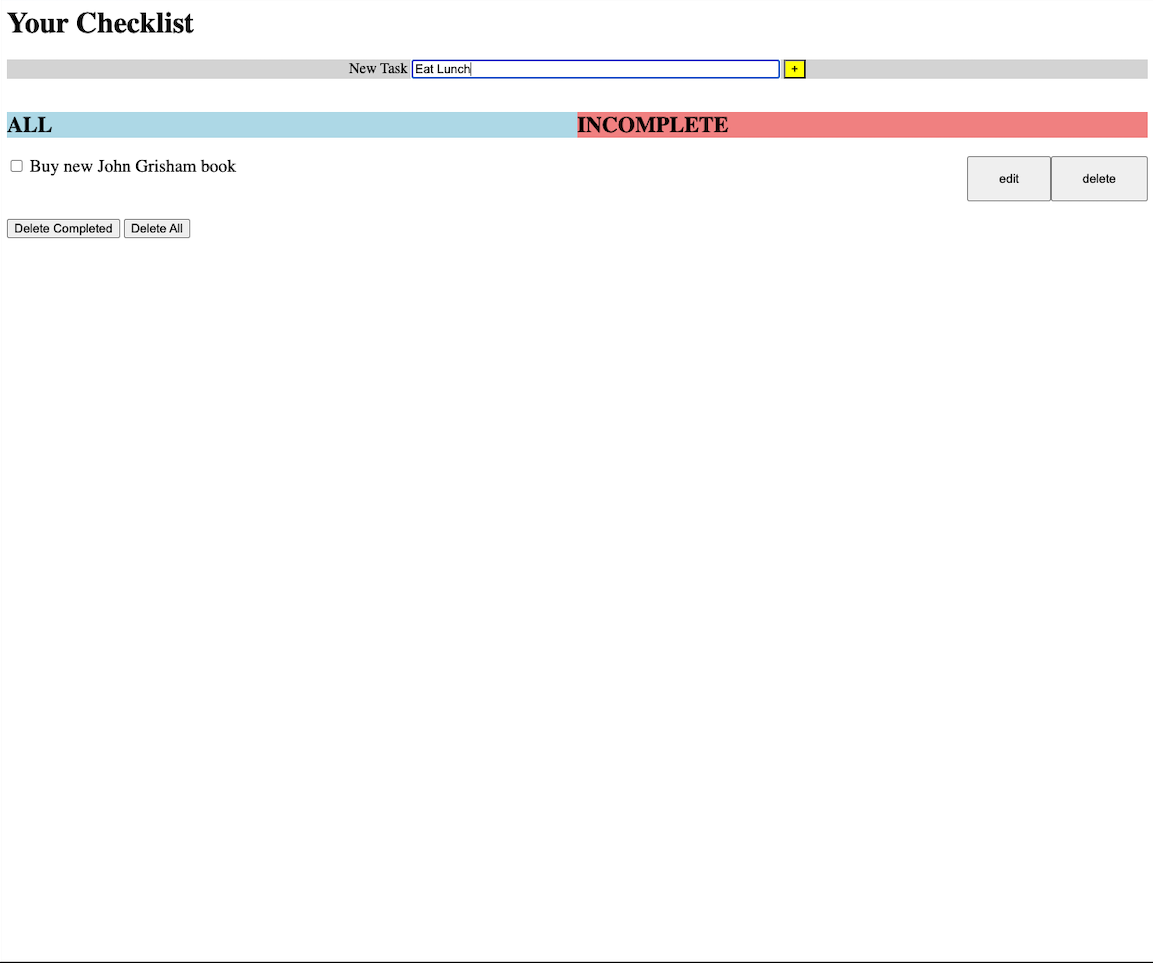 Your Checklist
New Task Eat Lunch +
ALL INCOMPLETE
Buy new John Grisham book edit delete
Delete Completed Delete All